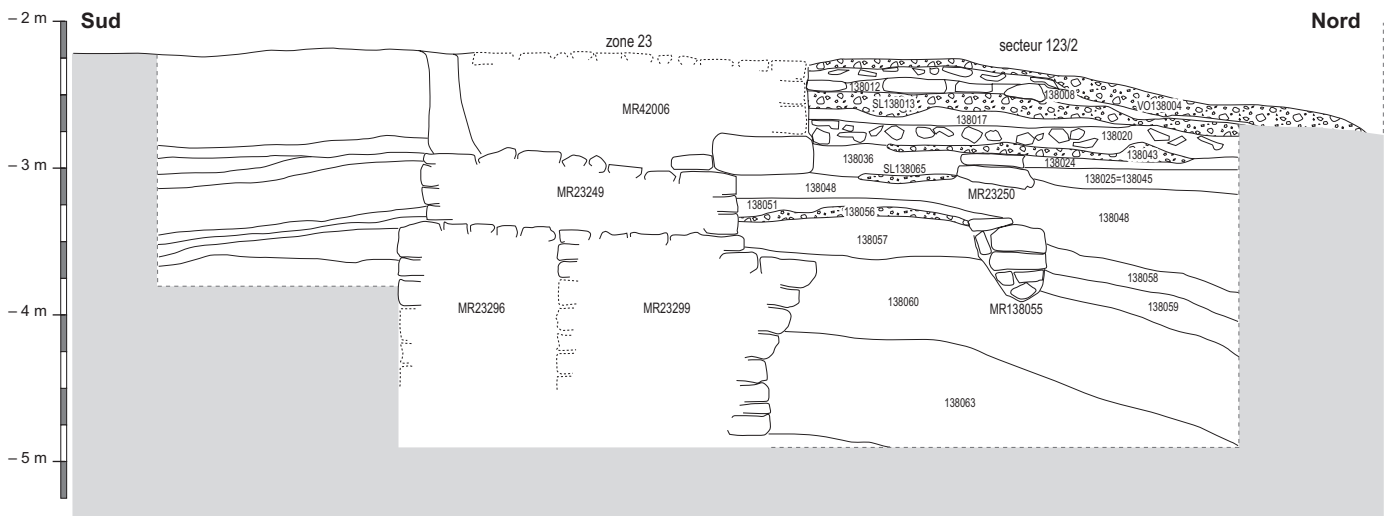 – 2 m
Sud
Nord
zone 23
secteur 123/2
138012
138008
MR42006
SL138013
VO138004
138017
138020
– 3 m
138036
138043
138024
SL138065
138025=138045
MR23249
138048
MR23250
138051
138056
138048
138057
138058
– 4 m
MR23296
MR23299
138060
MR138055
138059
138063
– 5 m